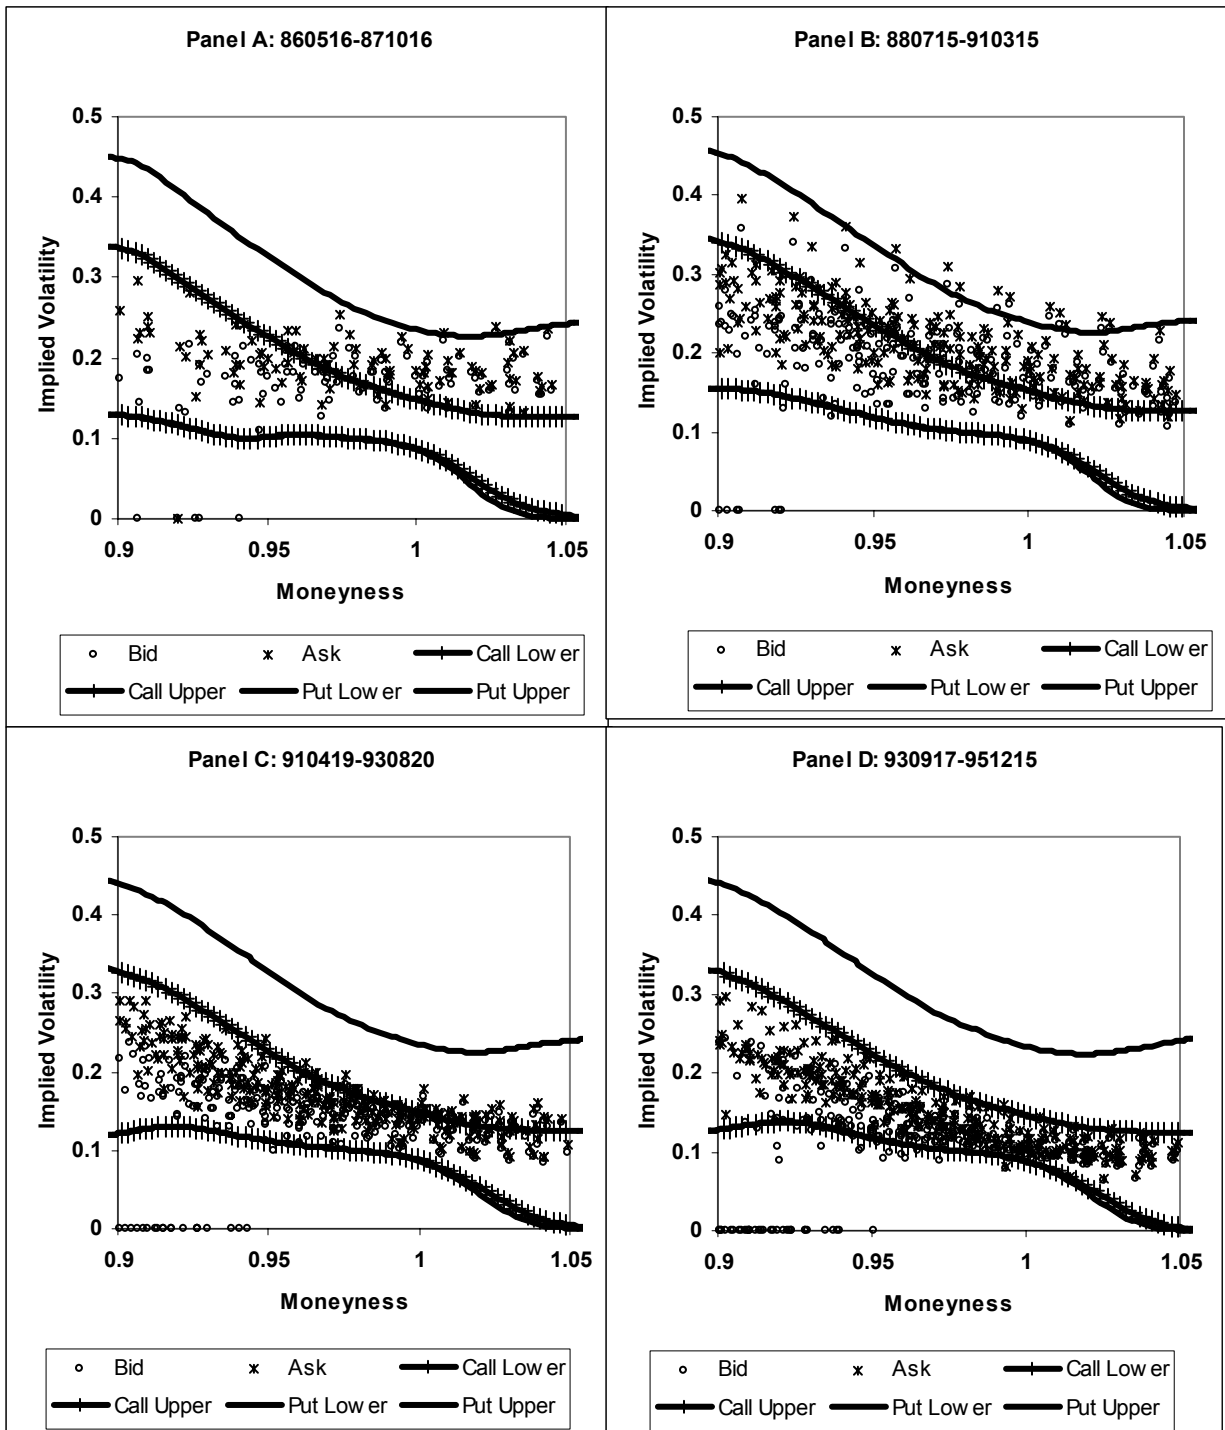 Panel A: 860516-871016
0.5
0.4
0.3
0.2
0.1
0
Implied Volatility
0.9 0.95 1 1.05
Moneyness
Bid Ask Call Lower
Call Upper Put Lower Put Upper
Panel B: 880715-910315
0.5
0.4
0.3
0.2
0.1
0
Implied Volatility
0.9 0.95 1 1.05
Moneyness
Bid Ask Call Lower
Call Upper Put Lower Put Upper
Panel C: 910419-930820
0.5
0.4
0.3
0.2
0.1
0
Implied Volatility
0.9 0.95 1 1.05
Moneyness
Bid Ask Call Lower
Call Upper Put Lower Put Upper
Panel D: 930917-951215
0.5
0.4
0.3
0.2
0.1
0
Implied Volatility
0.9 0.95 1 1.05
Moneyness
Bid Ask Call Lower
Call Upper Put Lower Put Upper